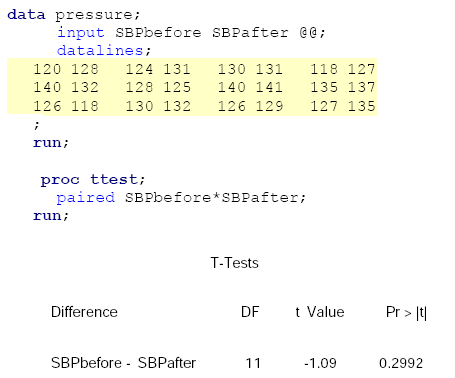 data pressure;
input SBPbefore SBPafter @@;
datalines;
120 128 124 131 130 131 118 127
140 132 128 125 140 141 135 137
126 118 130 132 126 129 127 135
;
run;
proc ttest;
paired SBPbefore*SBPafter;
run;
T-Tests
Difference DF t Value Pr > |t|
SBPbefore - SBPafter 11 -1.09 0.2992